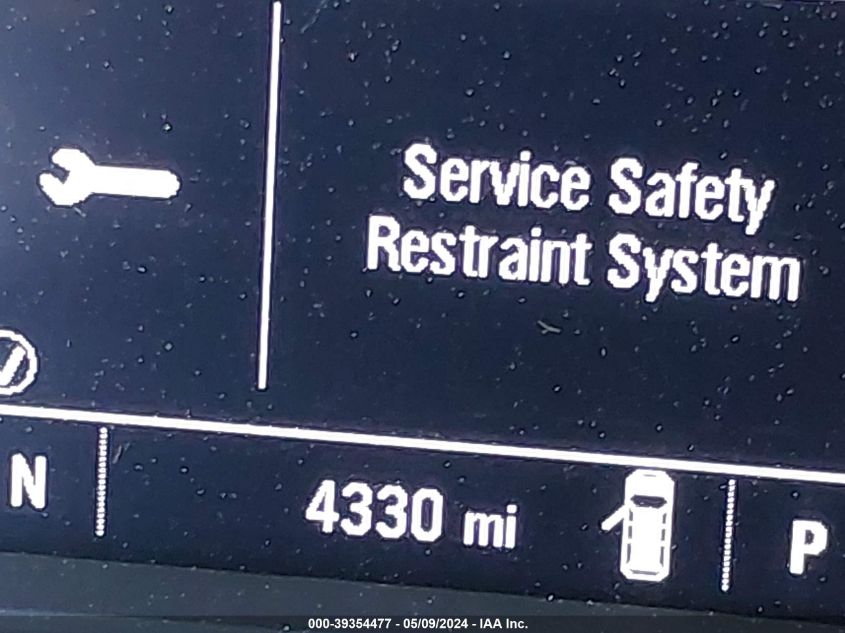 Service Safety
Restraint System
N
4330 mi
P
000-39354477 - 05/09/2024 - IAA Inc.